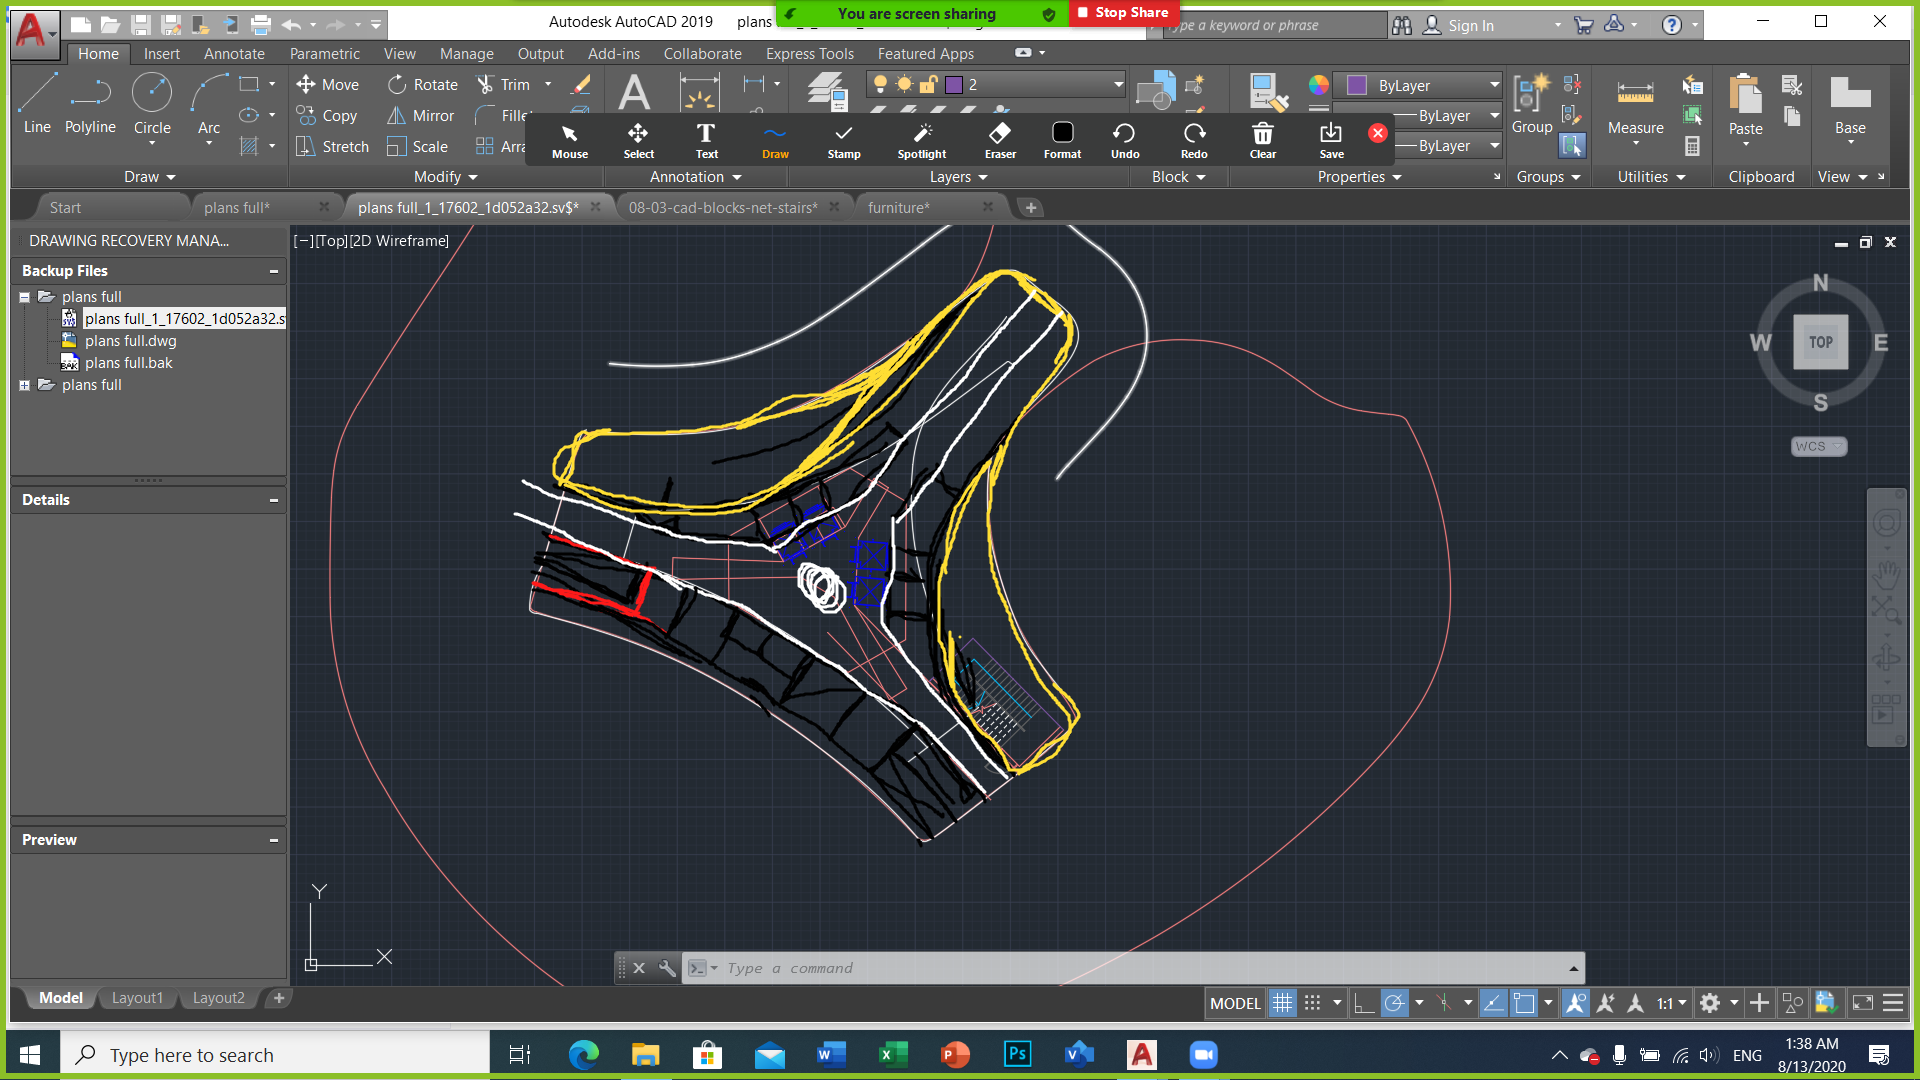 Autodesk AutoCAD 2019 plans
You are screen sharing
Stop Share
Type a keyword or phrase
Sign In
Home Insert Annotate Parametric View Manage Output Add-ins Collaborate Express Tools Featured Apps
Line Polyline Circle Arc
Move Rotate Trim
Copy Mirror Fillet
Stretch Scale
2
ByLayer
ByLayer
ByLayer
Group Measure Paste Base
Mouse Select Text Draw Stamp Spotlight Eraser Format Undo Redo Clear Save
Draw Modify Annotation Layers Block Properties Groups Utilities Clipboard View
Start plans full* plans full_1_17602_1d052a32.sv$* 08-03-cad-blocks-net-stairs* furniture*
DRAWING RECOVERY MANA...
[−][Top][2D Wireframe]
Backup Files
plans full
plans full_1_17602_1d052a32.s
plans full.dwg
plans full.bak
plans full
Details
Preview
N
W TOP E
S
WCS
Y
X
Type a command
Model Layout1 Layout2
MODEL 1:1
Type here to search
ENG
1:38 AM
8/13/2020